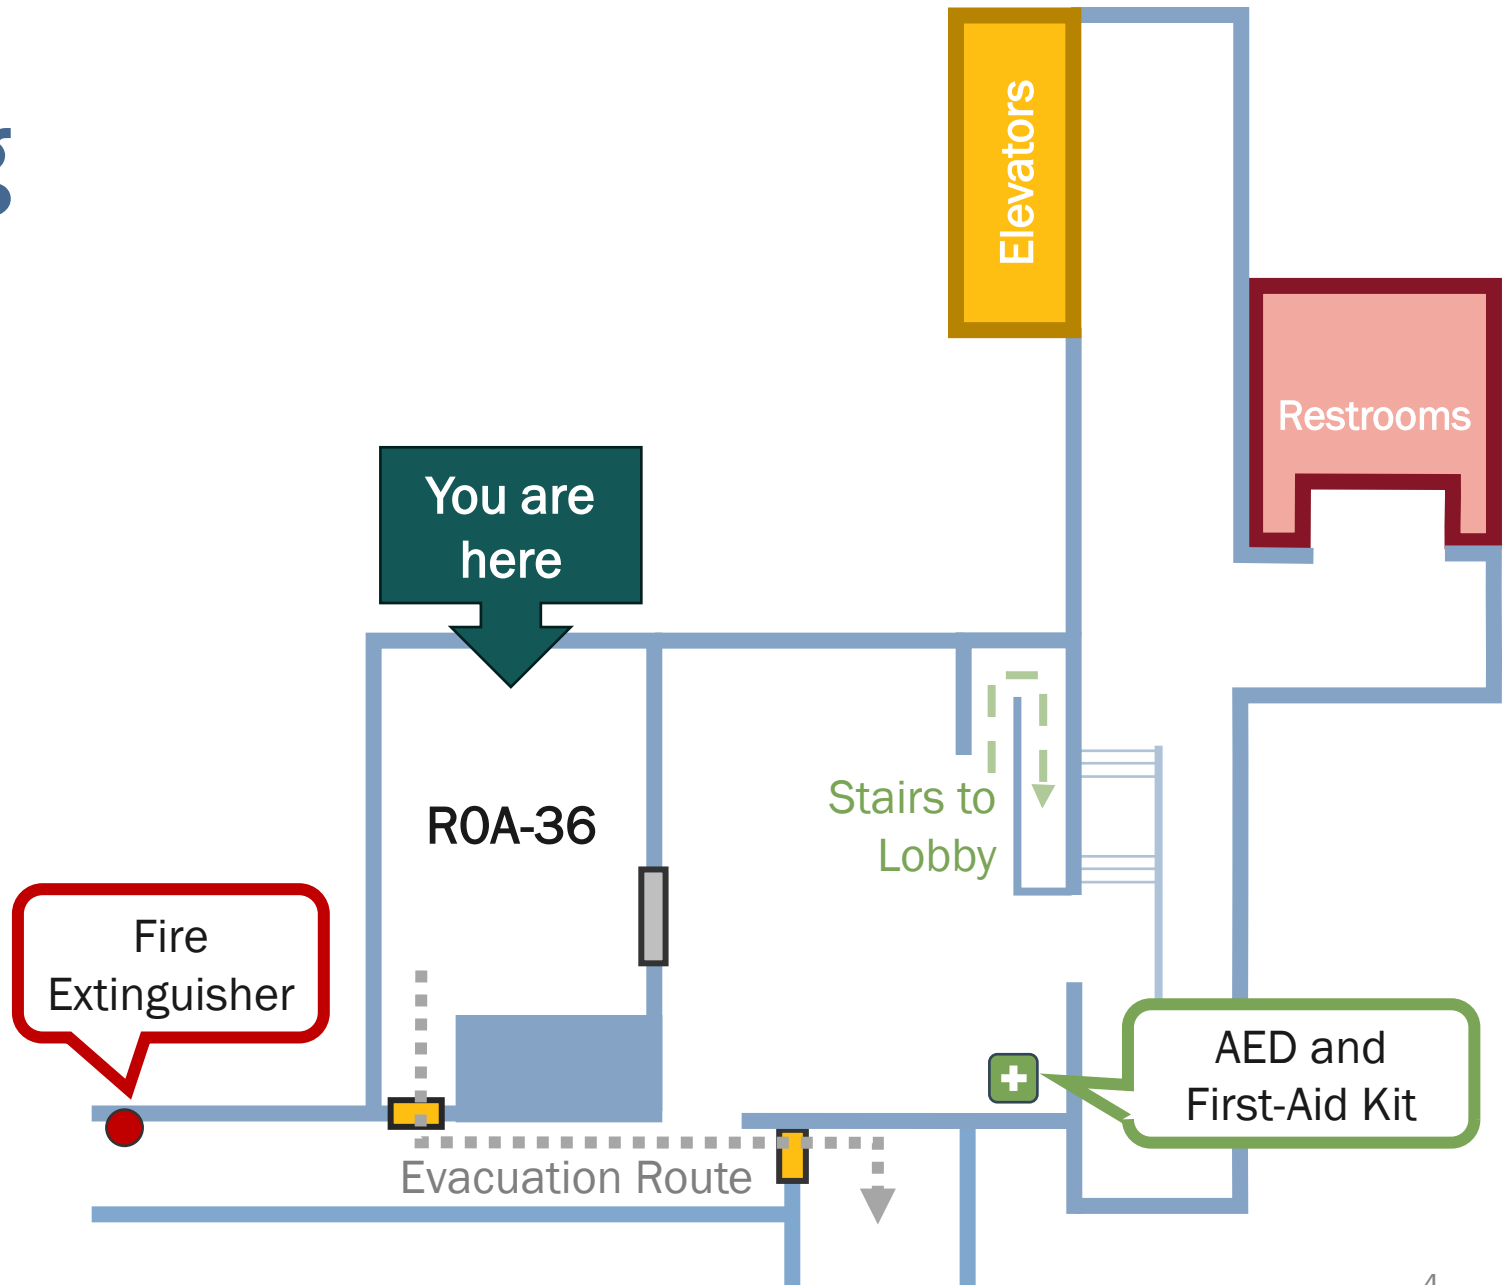 g
Elevators
Restrooms
You are
here
R0A-36
Stairs to
Lobby
Fire
Extinguisher
AED and
First-Aid Kit
Evacuation Route
4